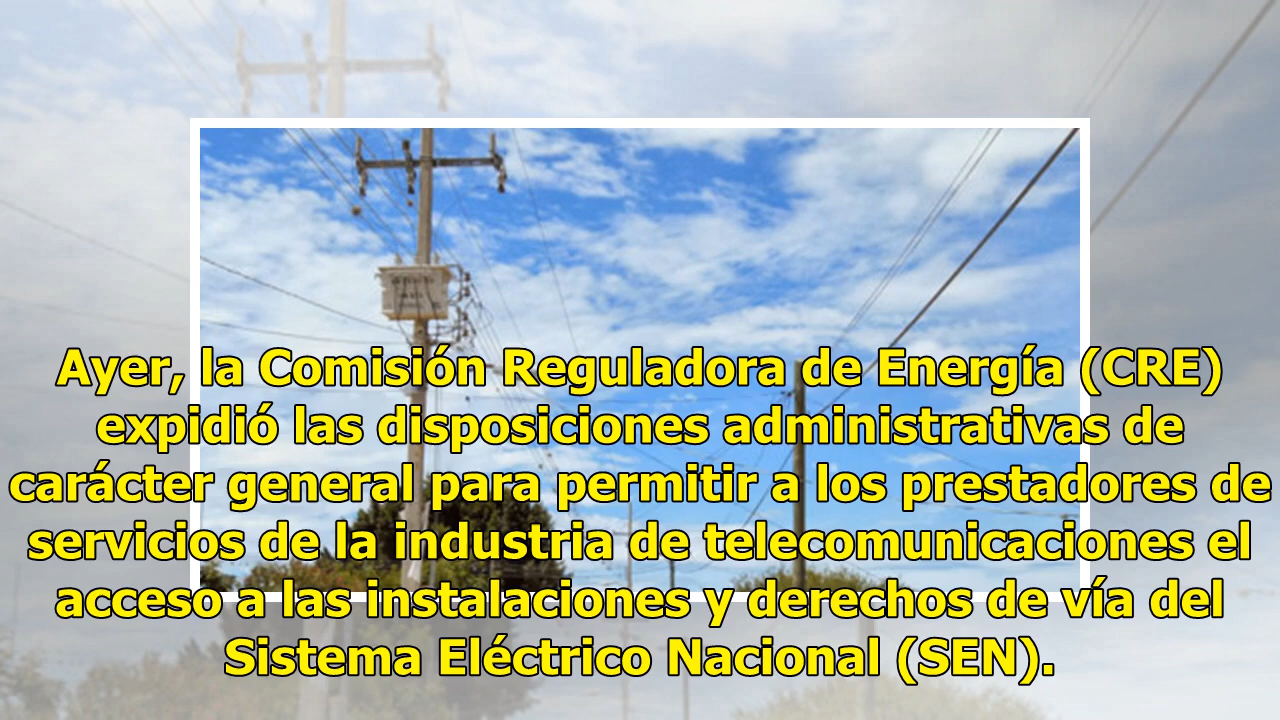 Ayer, la Comisión Reguladora de Energía (CRE)
expidió las disposiciones administrativas de
carácter general para permitir a los prestadores de
servicios de la industria de telecomunicaciones el
acceso a las instalaciones y derechos de vía del
Sistema Eléctrico Nacional (SEN).